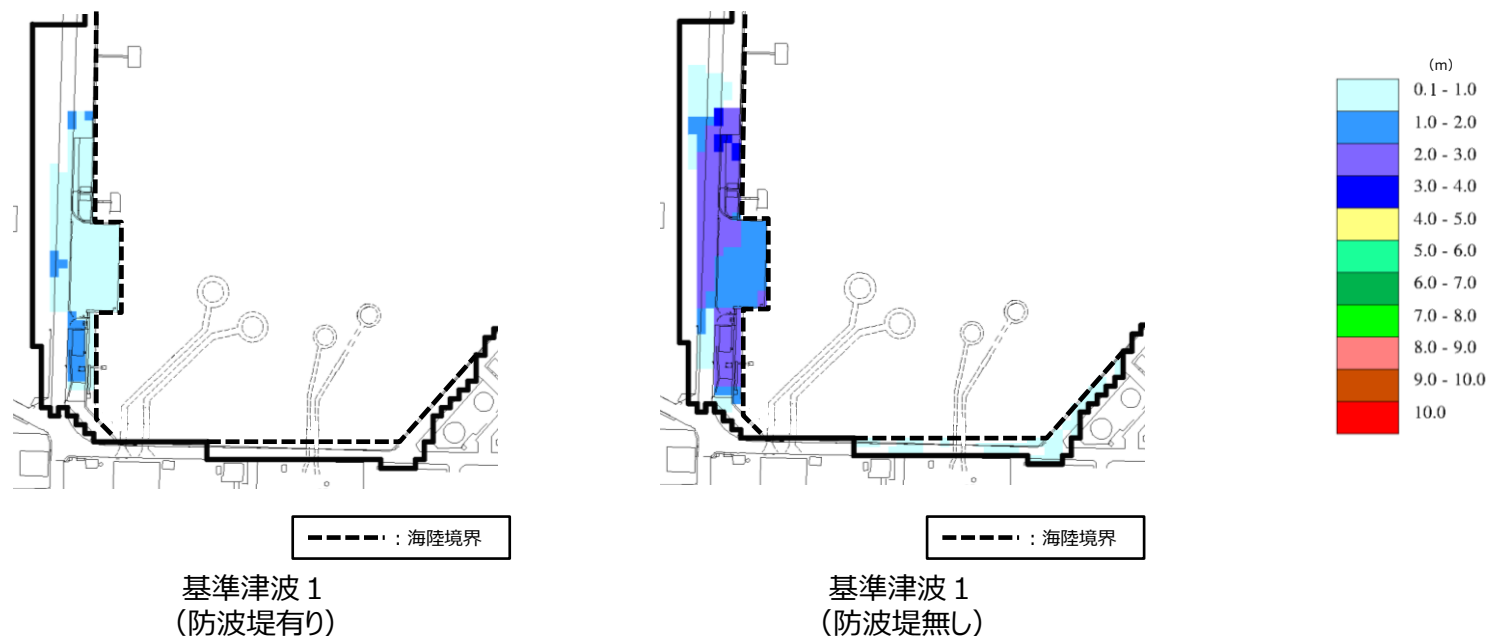 (m)
0.1 - 1.0
1.0 - 2.0
2.0 - 3.0
3.0 - 4.0
4.0 - 5.0
5.0 - 6.0
6.0 - 7.0
7.0 - 8.0
8.0 - 9.0
9.0 - 10.0
10.0
：海陸境界
：海陸境界
基準津波１
（防波堤有り）
基準津波１
（防波堤無し）